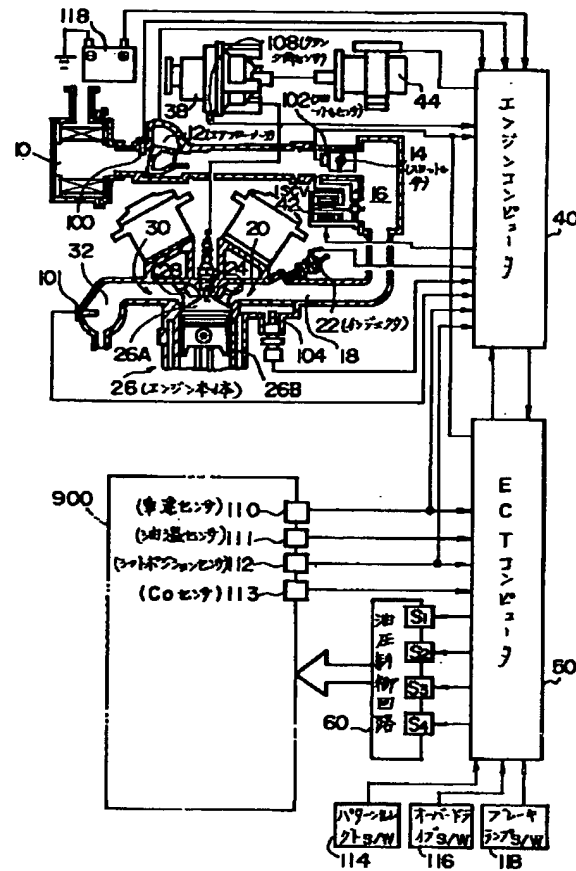 118
108(クランク角センサ)
38
44
102(スロットルセンサ)
12(エアフローメータ)
14
(スロットルサ)
10
100
ISCV
42
16
エンジンコンピュータ
40
30
20
32
28
24
101
22(インジェクタ)
18
26A
104
26B
26(エンジン本体)
900
(車速センサ)110
(油温センサ)111
(シフトポジションセンサ)112
(Coセンサ)113
ECTコンピュータ
50
油圧制御回路
60
S1
S2
S3
S4
パターンセレクトS/W
114
オーバードライブS/W
116
ブレーキランプS/W
118